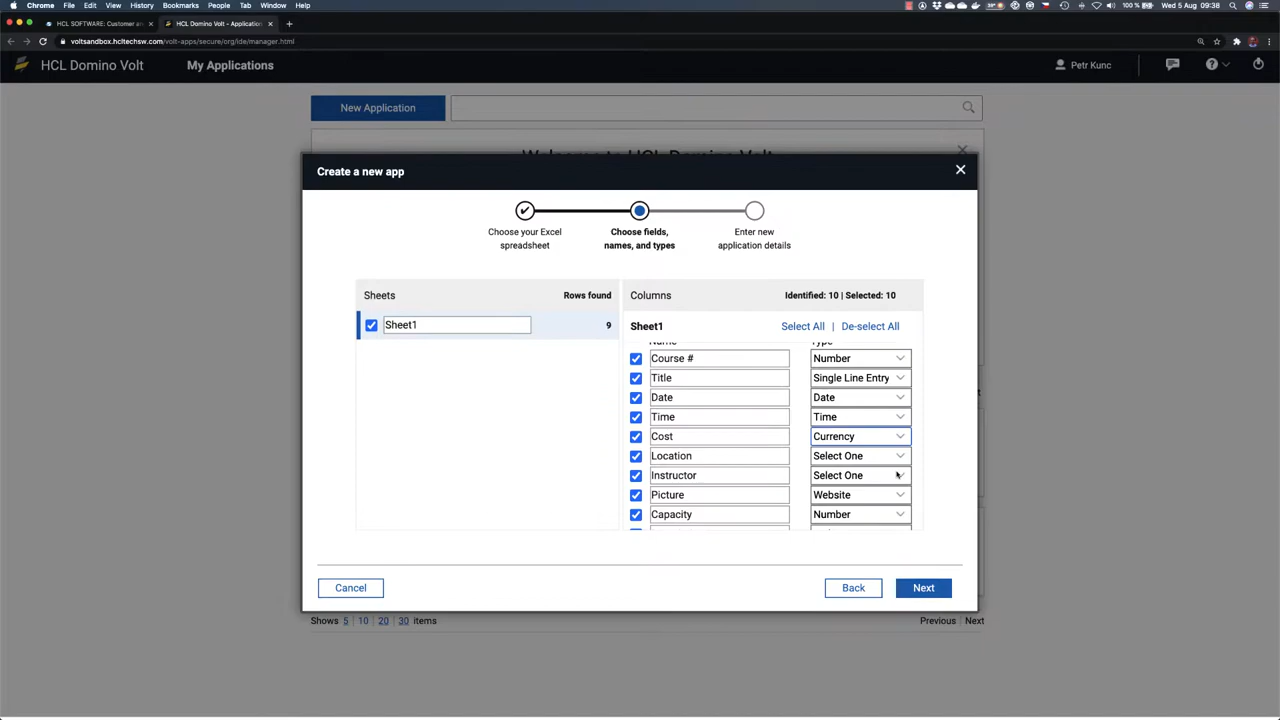 Chrome File Edit View History Bookmarks People Tab Window Help 100 % Wed 5 Aug 09:38
HCL SOFTWARE: Customer an × HCL Domino Volt - Application × +
voltsandbox.hcltechsw.com/volt-apps/secure/org/ide/manager.html
HCL Domino Volt My Applications Petr Kunc
New Application
Welcome to HCL Domino Volt
Create a new app
Choose your Excel spreadsheet
Choose fields, names, and types
Enter new application details
Sheets Rows found
Sheet1 9
Columns Identified: 10 | Selected: 10
Sheet1 Select All | De-select All
Name Type
Course # Number
Title Single Line Entry
Date Date
Time Time
Cost Currency
Location Select One
Instructor Select One
Picture Website
Capacity Number
Cancel Back Next
Shows 5 | 10 | 20 | 30 items Previous | Next